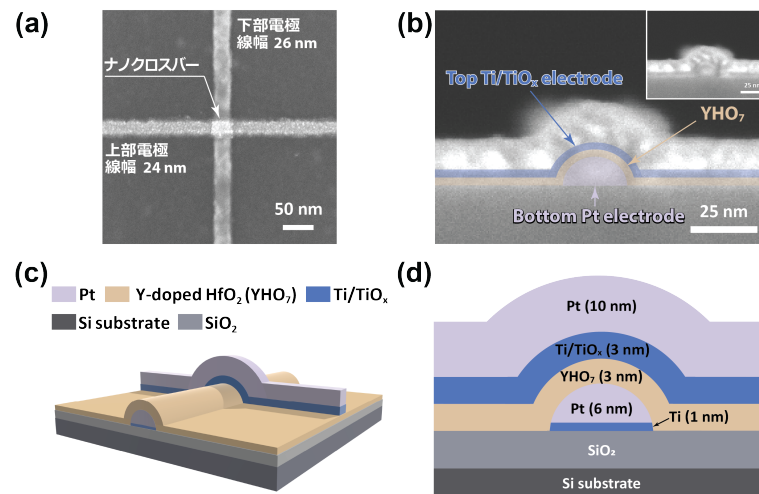 (a)
下部電極
線幅 26 nm
ナノクロスバー
上部電極
線幅 24 nm
50 nm
(b)
Top Ti/TiOₓ electrode
YHO₇
Bottom Pt electrode
25 nm
25 nm
(c)
Pt
Y-doped HfO₂ (YHO₇)
Ti/TiOₓ
Si substrate
SiO₂
(d)
Pt (10 nm)
Ti/TiOₓ (3 nm)
YHO₇ (3 nm)
Pt (6 nm)
Ti (1 nm)
SiO₂
Si substrate